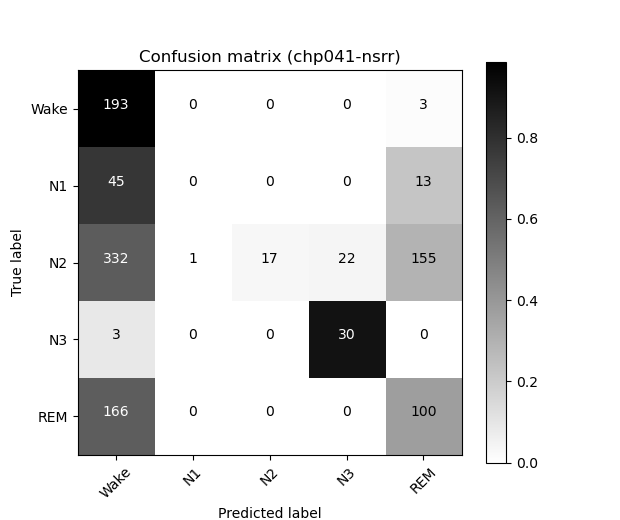 Confusion matrix (chp041-nsrr)
True label
Wake 193 0 0 0 3
N1 45 0 0 0 13
N2 332 1 17 22 155
N3 3 0 0 30 0
REM 166 0 0 0 100
Wake N1 N2 N3 REM
Predicted label
0.8
0.6
0.4
0.2
0.0